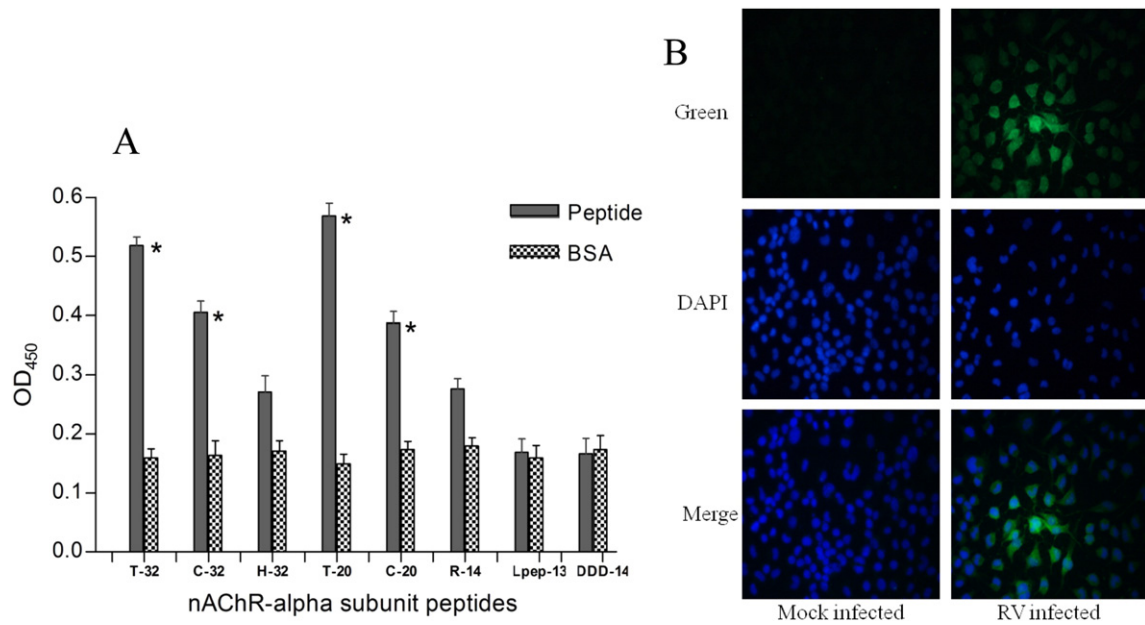 A
0.6
0.5
0.4
0.3
0.2
0.1
0.0
OD450
Peptide
BSA
*
*
*
*
T-32 C-32 H-32 T-20 C-20 R-14 Lpep-13 DDD-14
nAChR-alpha subunit peptides
B
Green
DAPI
Merge
Mock infected RV infected